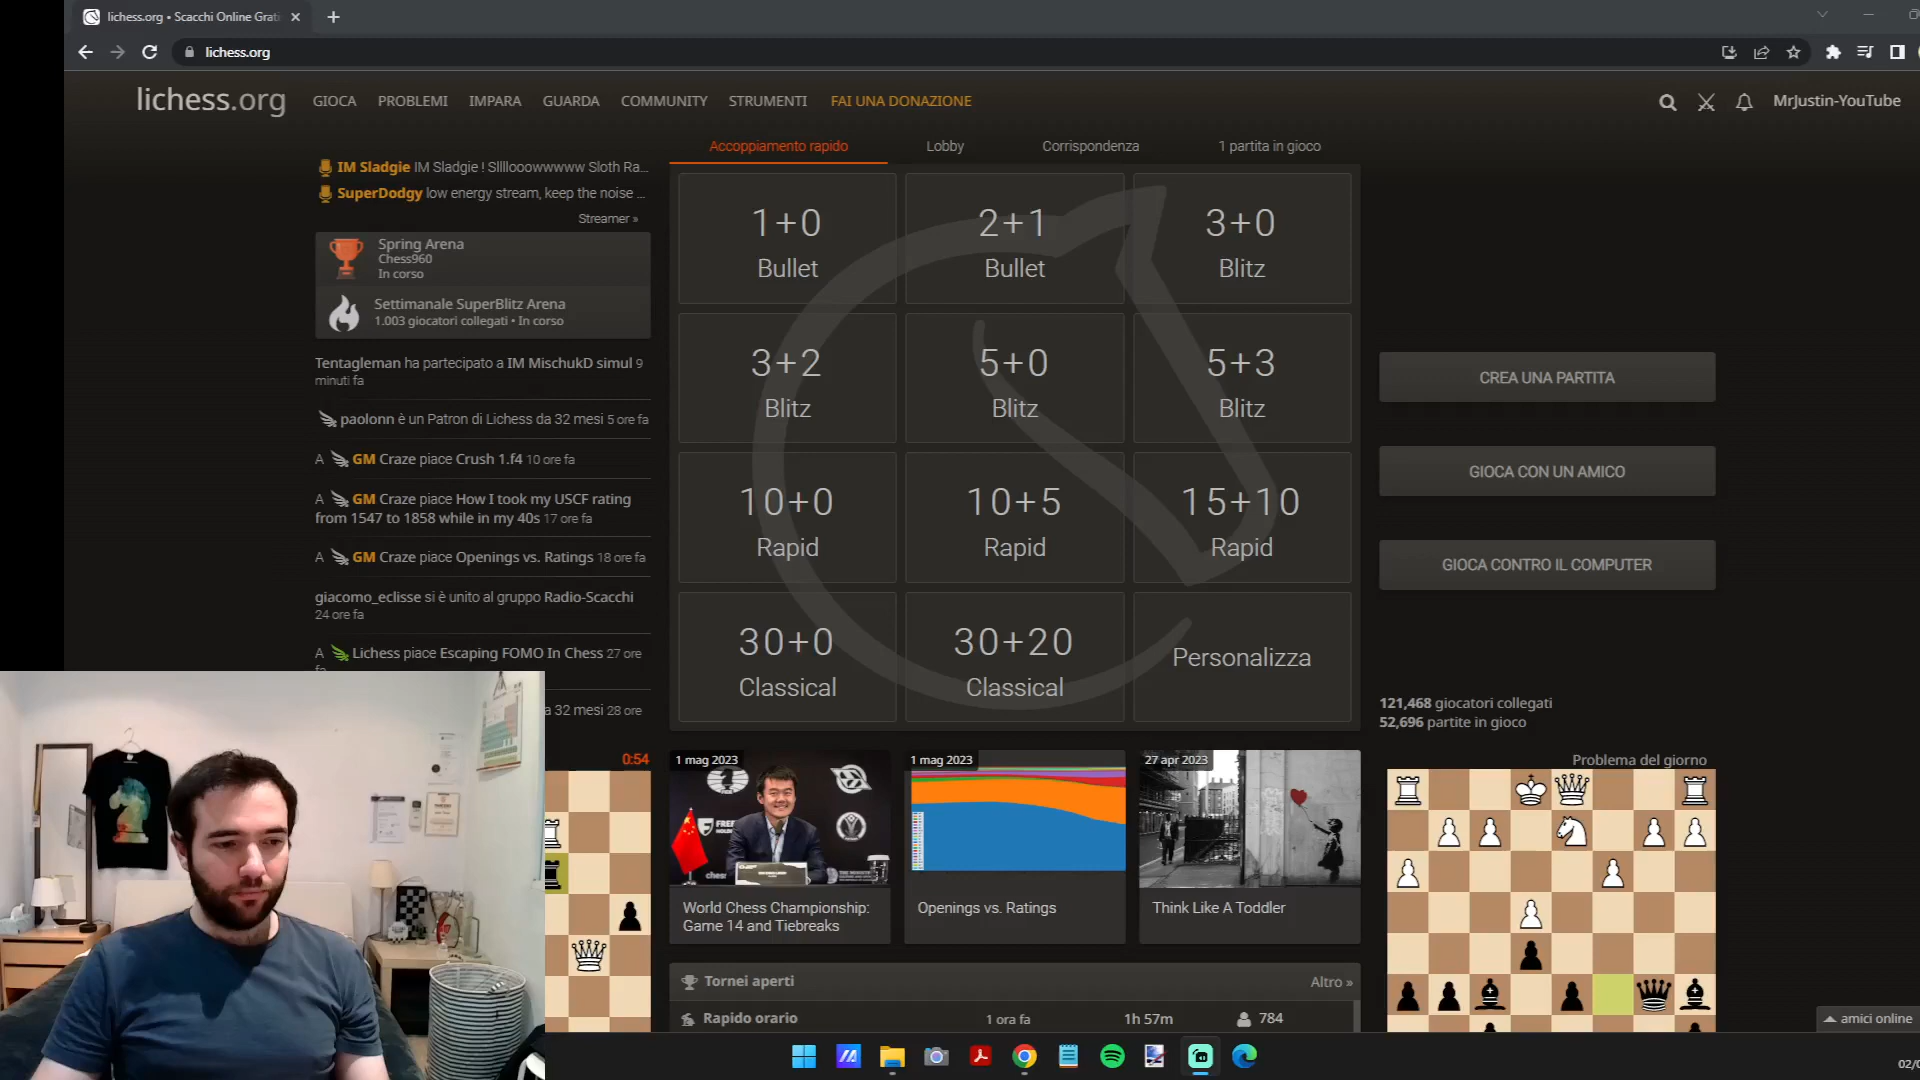 lichess.org • Scacchi Online Grati
lichess.org
lichess.org GIOCA PROBLEMI IMPARA GUARDA COMMUNITY STRUMENTI FAI UNA DONAZIONE MrJustin-YouTube
Accoppiamento rapido Lobby Corrispondenza 1 partita in gioco
IM Sladgie IM Sladgie ! Slllloowwwww Sloth Ra...
SuperDodgy low energy stream, keep the noise ...
Streamer »
Spring Arena
Chess960
In corso
Settimanale SuperBlitz Arena
1.003 giocatori collegati • In corso
Tentagleman ha partecipato a IM MischukD simul 9
minuti fa
paolonn è un Patron di Lichess da 32 mesi 5 ore fa
A GM Craze piace Crush 1.f4 10 ore fa
A GM Craze piace How I took my USCF rating
from 1547 to 1858 while in my 40s 17 ore fa
A GM Craze piace Openings vs. Ratings 18 ore fa
giacomo_eclisse si è unito al gruppo Radio-Scacchi
24 ore fa
A Lichess piace Escaping FOMO In Chess 27 ore
a 32 mesi 28 ore
0:54
1+0
Bullet
2+1
Bullet
3+0
Blitz
3+2
Blitz
5+0
Blitz
5+3
Blitz
10+0
Rapid
10+5
Rapid
15+10
Rapid
30+0
Classical
30+20
Classical
Personalizza
CREA UNA PARTITA
GIOCA CON UN AMICO
GIOCA CONTRO IL COMPUTER
121,468 giocatori collegati
52,696 partite in gioco
Problema del giorno
1 mag 2023
World Chess Championship:
Game 14 and Tiebreaks
1 mag 2023
Openings vs. Ratings
27 apr 2023
Think Like A Toddler
Tornei aperti Altro »
Rapido orario 1 ora fa 1h 57m 784
amici online
02/0